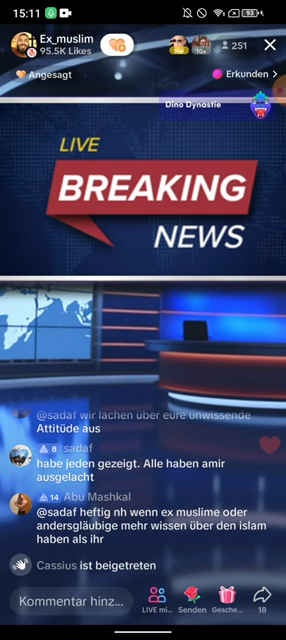 15:11
93
Ex_muslim
95.5K Likes
10+
251
Angesagt
Erkunden >
Dino Dynastie
LIVE
BREAKING
NEWS
@sadaf wir lachen über eure unwissende
Attitüde aus
8 sadaf
habe jeden gezeigt. Alle haben amir
ausgelacht
14 Abu Mashkal
@sadaf heftig nh wenn ex muslime oder
andersgläubige mehr wissen über den islam
haben als ihr
Cassius ist beigetreten
Kommentar hinz...
LIVE mi...
Senden
Gesche...
18